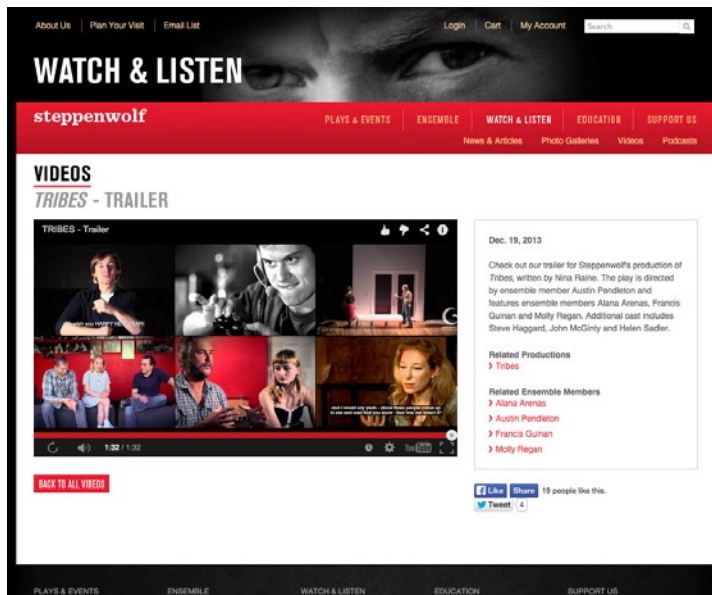 About Us Plan Your Visit Email List Login Cart My Account Search
WATCH & LISTEN
steppenwolf
PLAYS & EVENTS ENSEMBLE WATCH & LISTEN EDUCATION SUPPORT US
News & Articles Photo Galleries Videos Podcasts
VIDEOS
TRIBES - TRAILER
TRIBES - Trailer
Dec. 19, 2013
Check out our trailer for Steppenwolf's production of
Tribes, written by Nina Raine. The play is directed
by ensemble member Austin Pendleton and
features ensemble members Alana Arenas, Francis
Guinan and Molly Regan. Additional cast includes
Steve Haggard, John McGinty and Helen Sadler.
Related Productions
Tribes
Related Ensemble Members
Alana Arenas
Austin Pendleton
Francis Guinan
Molly Regan
1:32 / 1:32 YouTube
BACK TO ALL VIDEOS
Like Share 19 people like this.
Tweet 4
PLAYS & EVENTS ENSEMBLE WATCH & LISTEN EDUCATION SUPPORT US